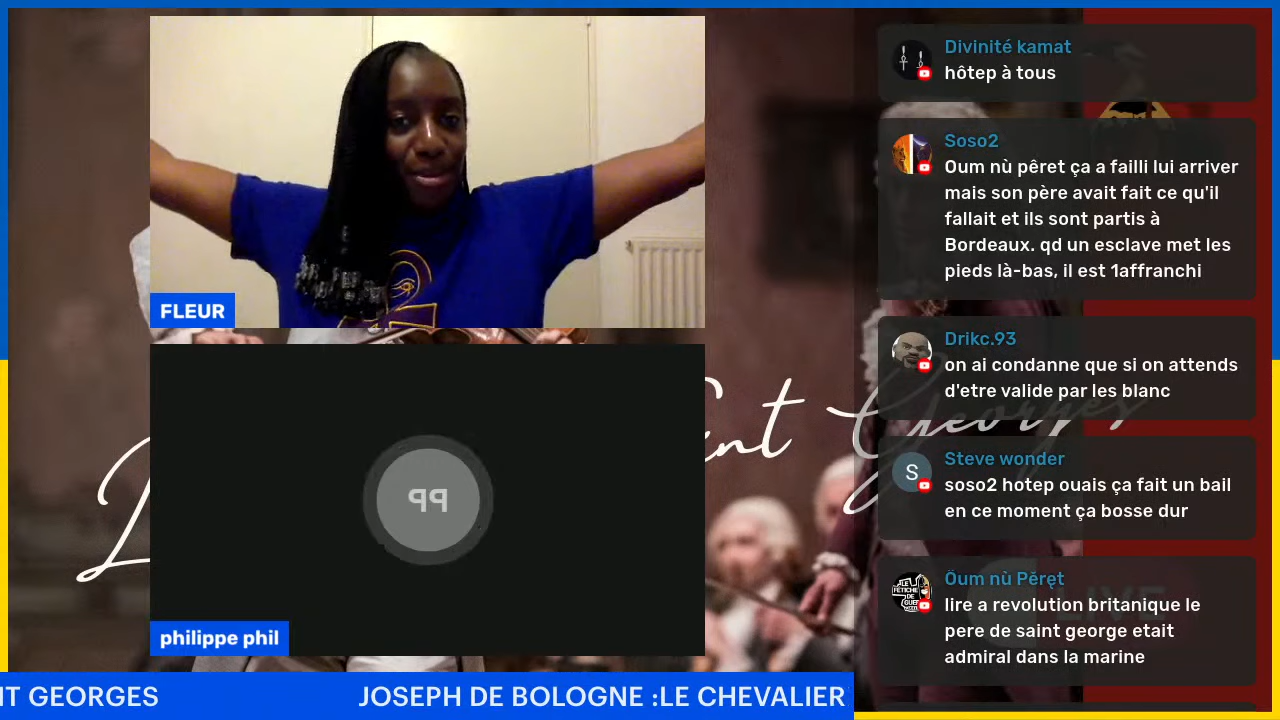 Divinité kamat
hôtep à tous
Soso2
Oum nù pêret ça a failli lui arriver
mais son père avait fait ce qu'il
fallait et ils sont partis à
Bordeaux. qd un esclave met les
pieds là-bas, il est 1affranchi
FLEUR
Drikc.93
on ai condanne que si on attends
d'etre valide par les blanc
int Georges
S
Steve wonder
soso2 hotep ouais ça fait un bail
en ce moment ça bosse dur
Öum nù Pĕręt
lire a revolution britanique le
pere de saint george etait
admiral dans la marine
LIVE
philippe phil
IT GEORGES
JOSEPH DE BOLOGNE :LE CHEVALIER